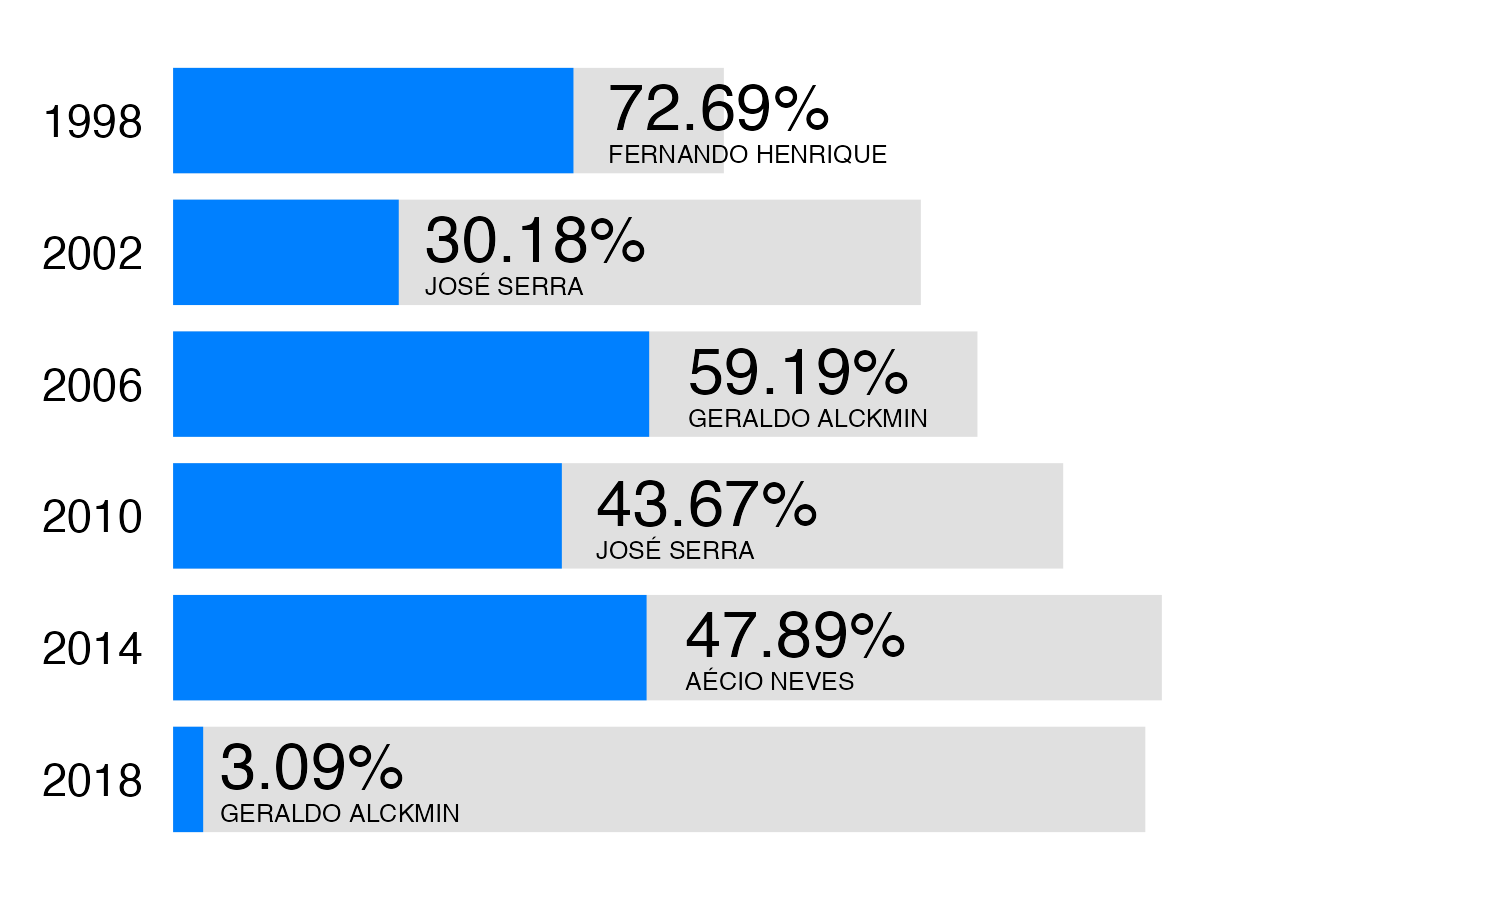 1998
72.69%
FERNANDO HENRIQUE
2002
30.18%
JOSÉ SERRA
2006
59.19%
GERALDO ALCKMIN
2010
43.67%
JOSÉ SERRA
2014
47.89%
AÉCIO NEVES
2018
3.09%
GERALDO ALCKMIN